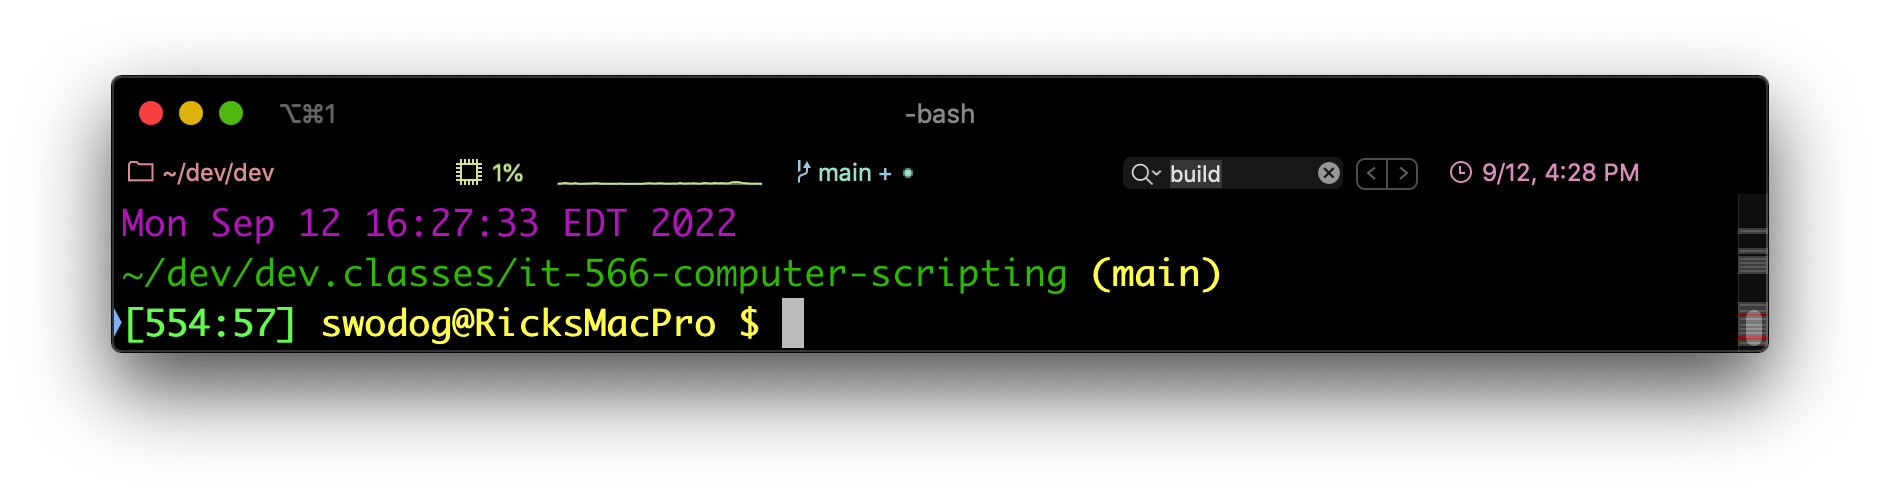 ⌥⌘1
-bash
~/dev/dev 1% main + build 9/12, 4:28 PM
Mon Sep 12 16:27:33 EDT 2022
~/dev/dev.classes/it-566-computer-scripting (main)
[554:57] swodog@RicksMacPro $